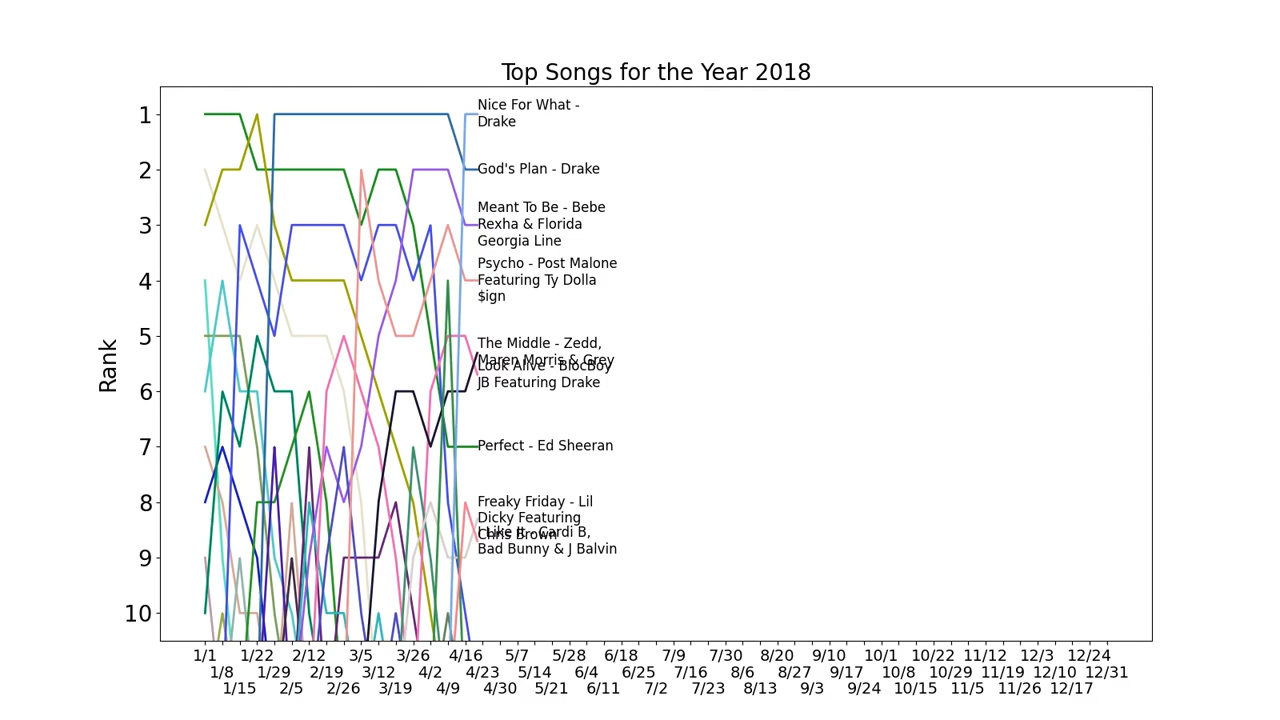 Top Songs for the Year 2018
Rank
1
2
3
4
5
6
7
8
9
10
Nice For What -
Drake
God's Plan - Drake
Meant To Be - Bebe
Rexha & Florida
Georgia Line
Psycho - Post Malone
Featuring Ty Dolla
$ign
The Middle - Zedd,
Maren Morris & Grey
Look Alive - BlocBoy
JB Featuring Drake
Perfect - Ed Sheeran
Freaky Friday - Lil
Dicky Featuring
Chris Brown
I Like It - Cardi B,
Bad Bunny & J Balvin
1/1 1/22 2/12 3/5 3/26 4/16 5/7 5/28 6/18 7/9 7/30 8/20 9/10 10/1 10/22 11/12 12/3 12/24
1/8 1/29 2/19 3/12 4/2 4/23 5/14 6/4 6/25 7/16 8/6 8/27 9/17 10/8 10/29 11/19 12/10 12/31
1/15 2/5 2/26 3/19 4/9 4/30 5/21 6/11 7/2 7/23 8/13 9/3 9/24 10/15 11/5 11/26 12/17